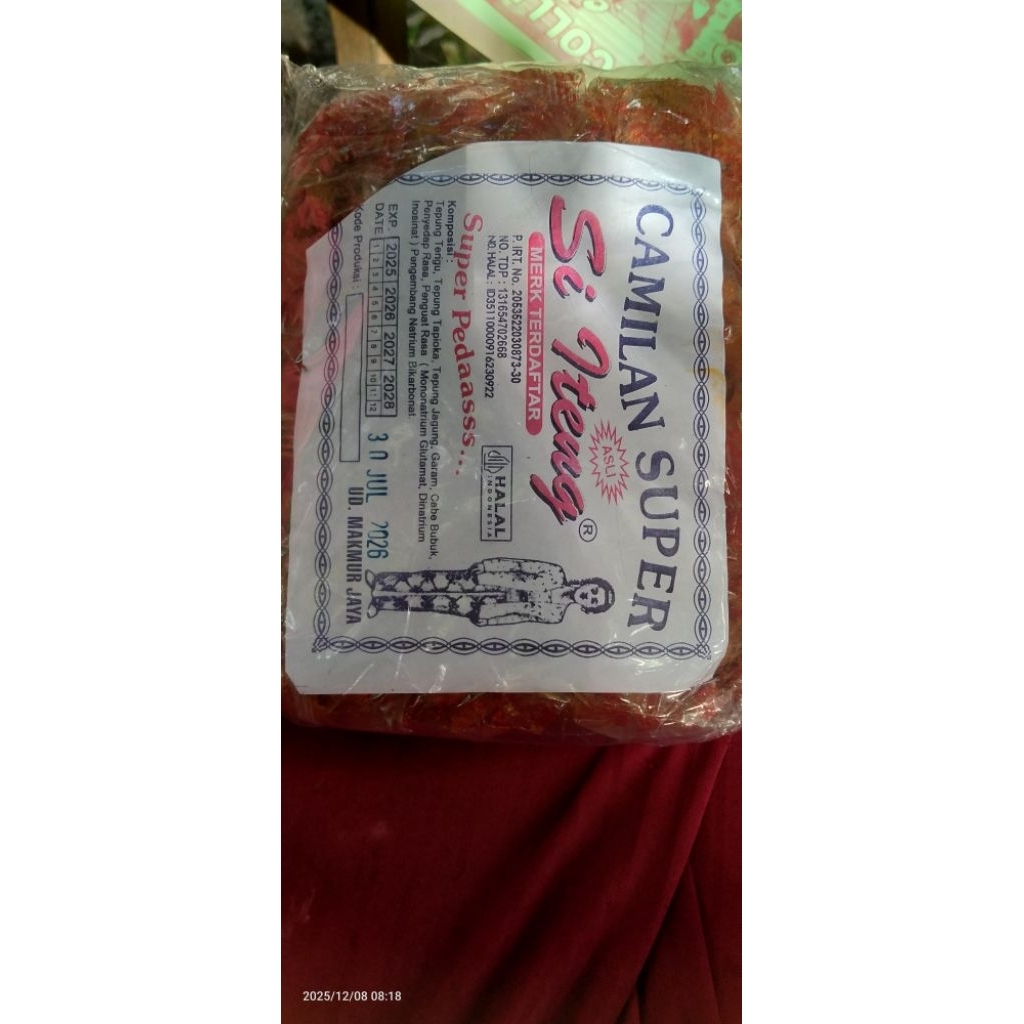 COLL
CAMILAN SUPER
ASLI
Si Iteng ®
MERK TERDAFTAR
P. IRT. No. 2053522030873-30
NO. TDP : 131654702668
NO. HALAL : ID35110000916230922
HALAL
INDONESIA
Super Pedaasss...
Komposisi :
Tepung Terigu, Tepung Tapioka, Tepung Jagung, Garam, Cabe Bubuk,
Penyedap Rasa, Penguat Rasa ( Mononatrium Glutamat, Dinatrium
Inosinat ) Pengembang Natrium Bikarbonat.
EXP. 2025 2026 2027 2028
DATE 1 2 3 4 5 6 7 8 9 10 11 12
30 JUL 2026
ode Produksi :
UD. MAKMUR JAYA
2025/12/08 08:18